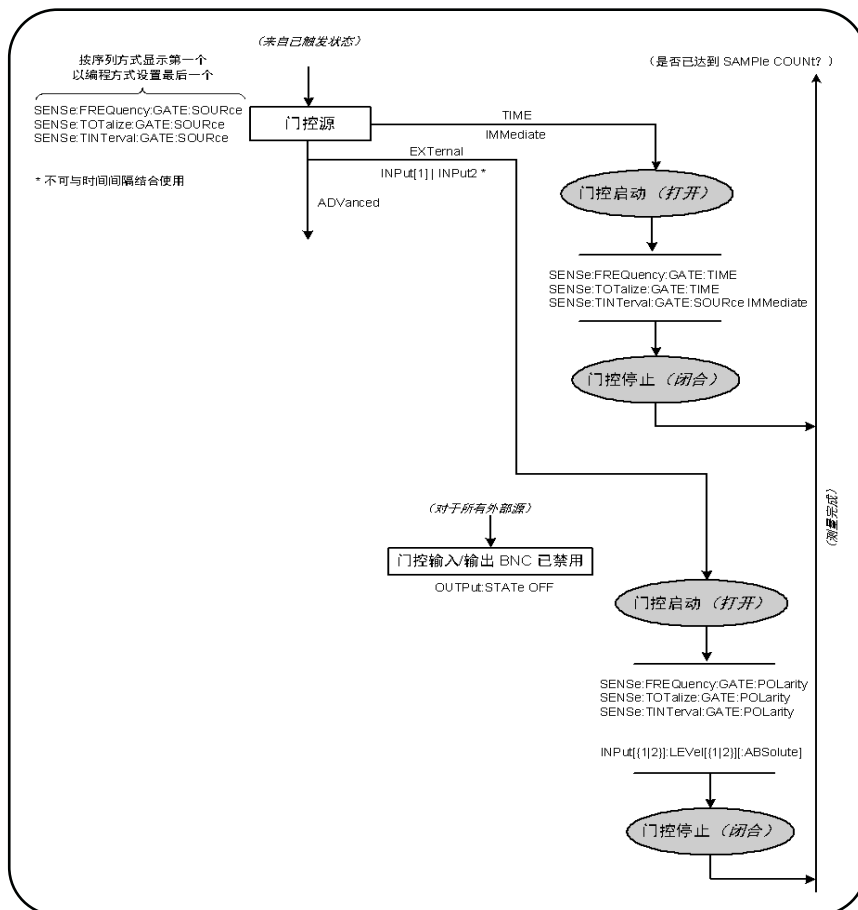 (来自己触发状态)
按序列方式显示第一个
以编程方式设置最后一个
(是否已达到 SAMPle COUNt? )
SENSe:FREQuency:GATE:SOURce
SENSe:TOTalize:GATE:SOURce
SENSe:TINTerval:GATE:SOURce
门控源
TIME
IMMediate
EXTernal
INPut[1] | INPut2 *
* 不可与时间间隔结合使用
ADVanced
门控启动 (打开)
SENSe:FREQuency:GATE:TIME
SENSe:TOTalize:GATE:TIME
SENSe:TINTerval:GATE:SOURce IMMediate
门控停止 (闭合)
(测量完成)
(对于所有外部源)
门控输入/输出 BNC 已禁用
OUTPut:STATe OFF
门控启动 (打开)
SENSe:FREQuency:GATE:POLarity
SENSe:TOTalize:GATE:POLarity
SENSe:TINTerval:GATE:POLarity
INPut[{1|2}]:LEVel[{1|2}][:ABSolute]
门控停止 (闭合)